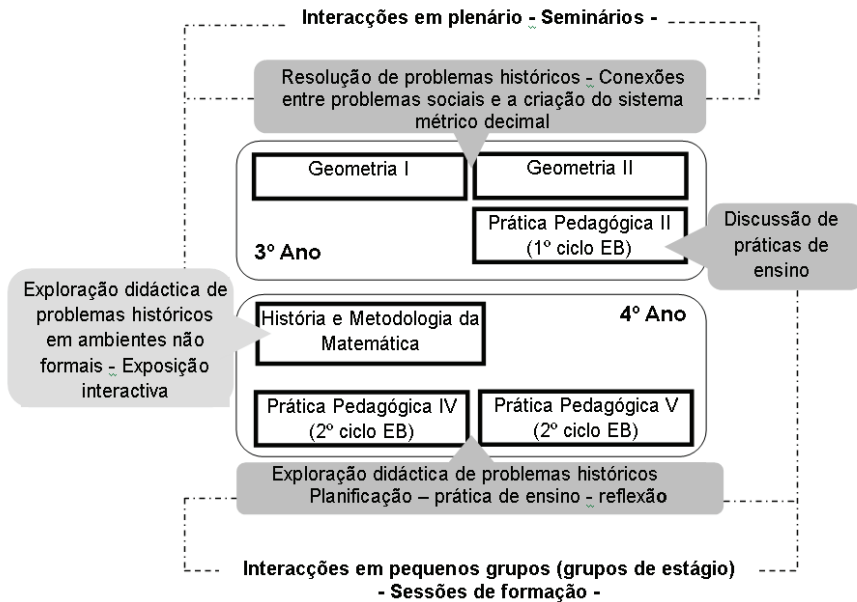 Interacções em plenário - Seminários -
Resolução de problemas históricos - Conexões
entre problemas sociais e a criação do sistema
métrico decimal
Geometria I
Geometria II
Prática Pedagógica II
(1º ciclo EB)
3º Ano
Discussão de
práticas de
ensino
Exploração didáctica de
problemas históricos
em ambientes não
formais - Exposição
interactiva
História e Metodologia da
Matemática
4º Ano
Prática Pedagógica IV
(2º ciclo EB)
Prática Pedagógica V
(2º ciclo EB)
Exploração didáctica de problemas históricos
Planificação – prática de ensino - reflexão
Interacções em pequenos grupos (grupos de estágio)
- Sessões de formação -